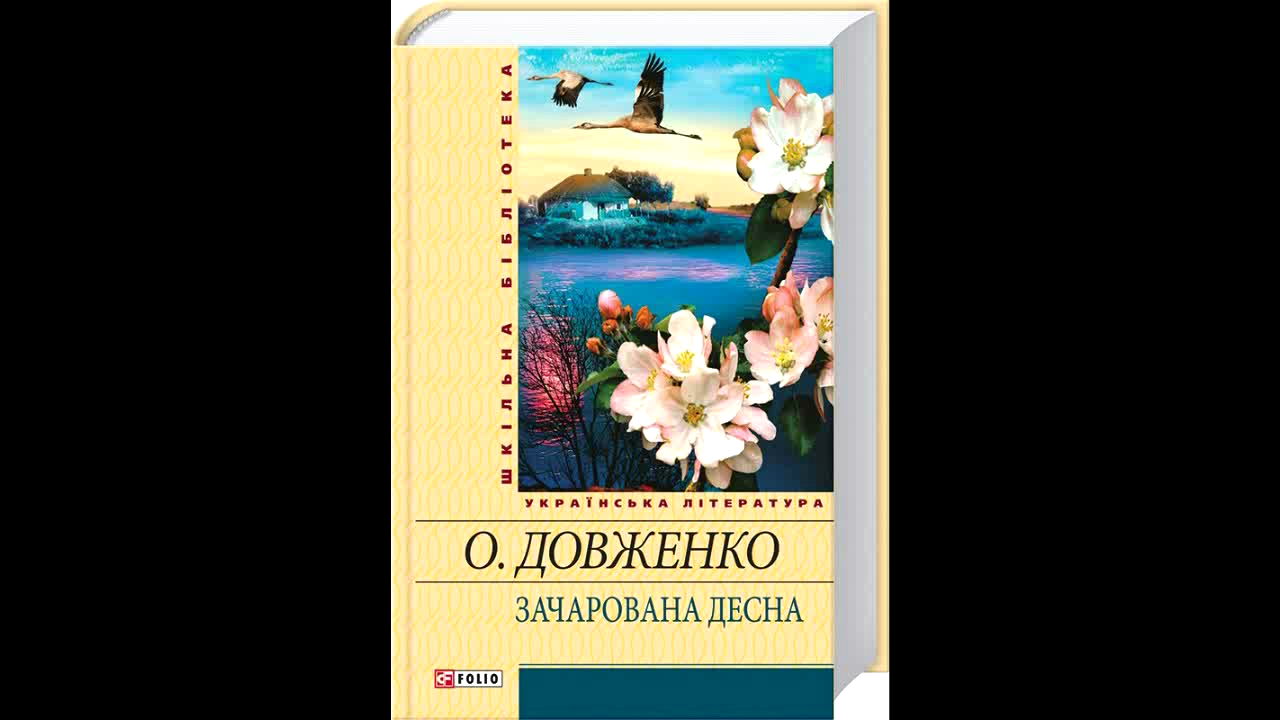 ШКІЛЬНА БІБЛІОТЕКА
УКРАЇНСЬКА ЛІТЕРАТУРА
О. ДОВЖЕНКО
ЗАЧАРОВАНА ДЕСНА
FOLIO